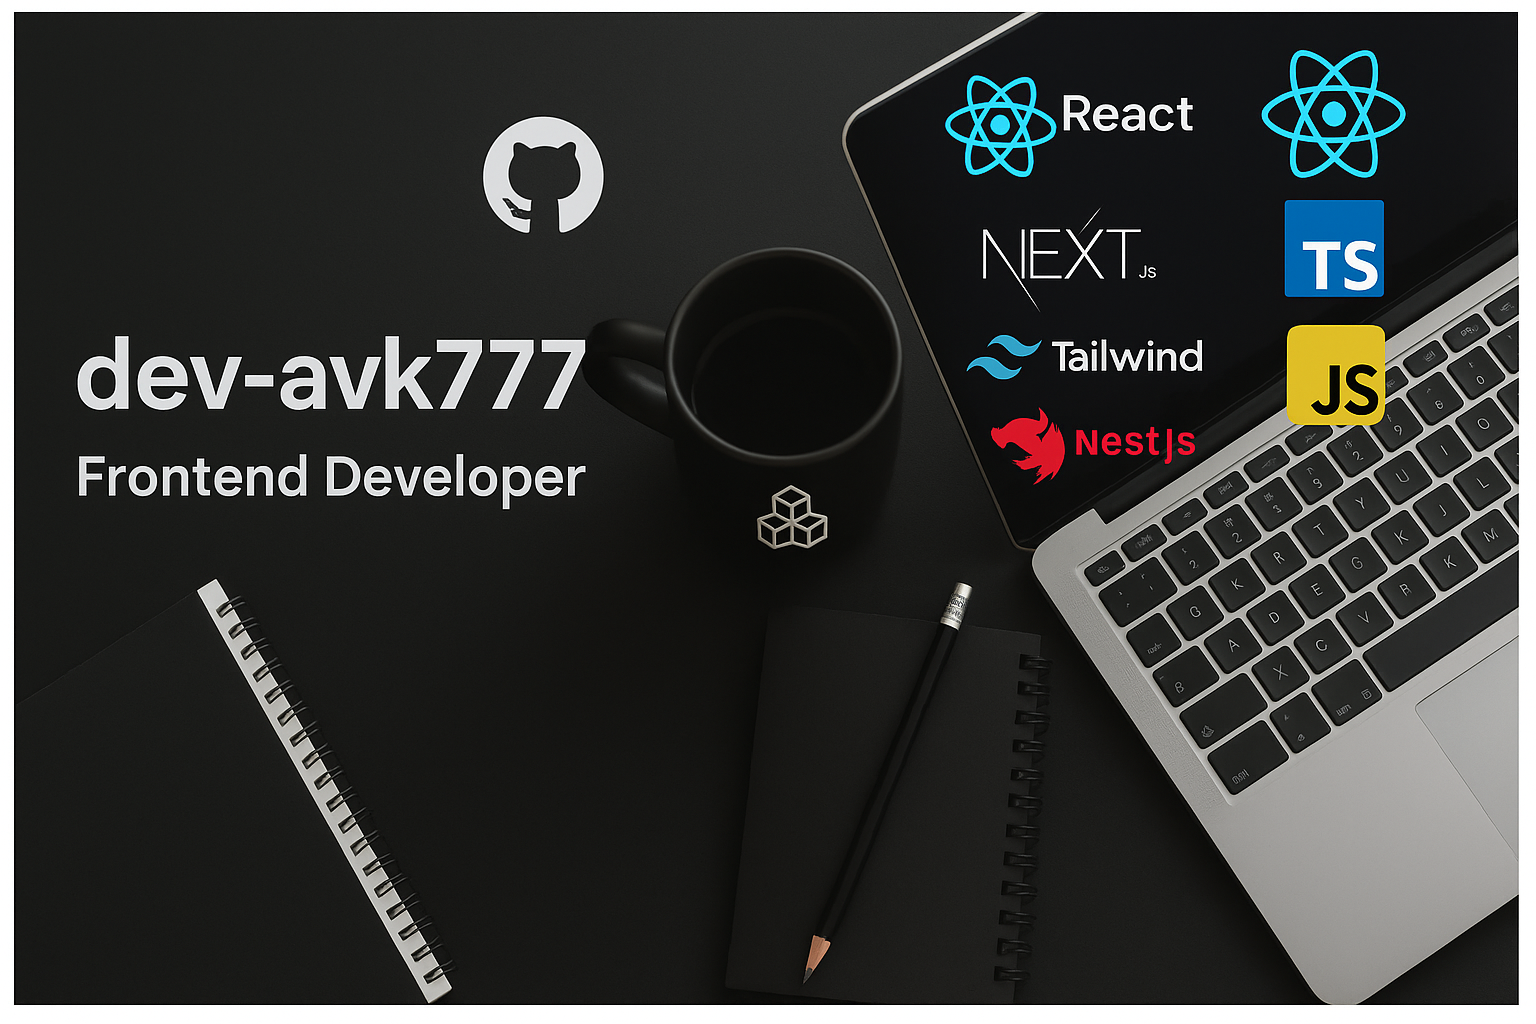 dev-avk777
Frontend Developer
React
NEXT.JS
Tailwind
NestJs
TS
JS